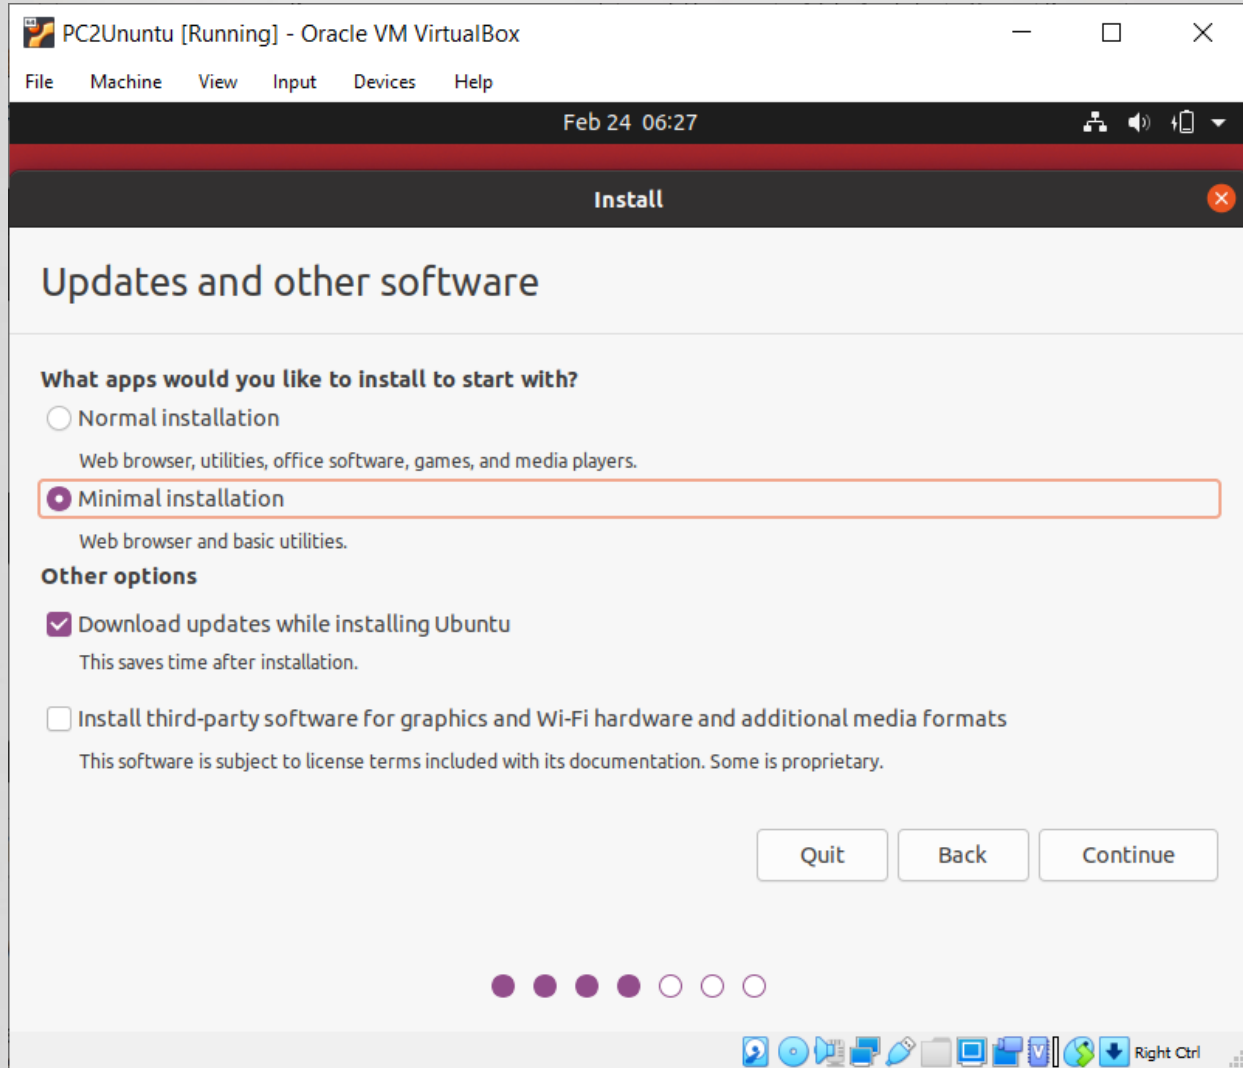 PC2Ununtu [Running] - Oracle VM VirtualBox
File Machine View Input Devices Help
Feb 24 06:27
Install
Updates and other software
What apps would you like to install to start with?
Normal installation
Web browser, utilities, office software, games, and media players.
Minimal installation
Web browser and basic utilities.
Other options
Download updates while installing Ubuntu
This saves time after installation.
Install third-party software for graphics and Wi-Fi hardware and additional media formats
This software is subject to license terms included with its documentation. Some is proprietary.
Quit Back Continue
Right Ctrl